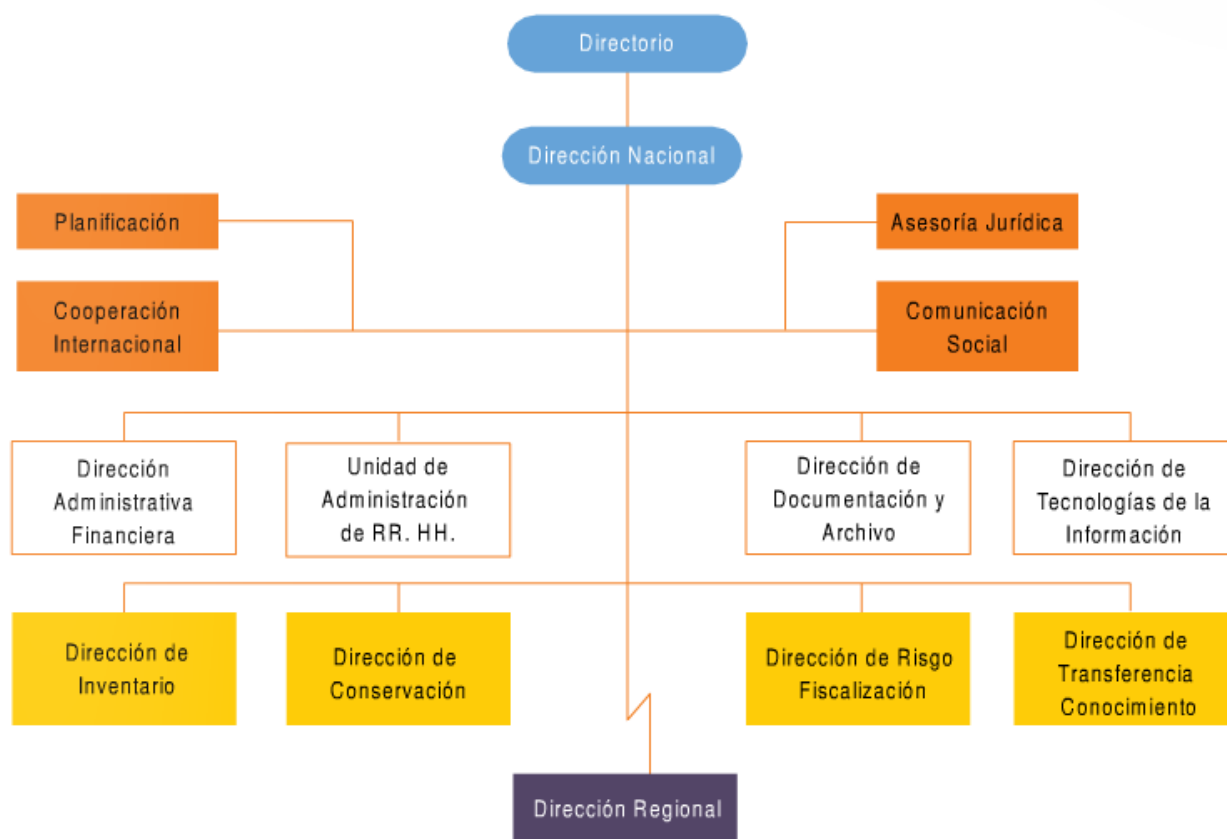 Directorio
Dirección Nacional
Planificación
Asesoría Jurídica
Cooperación
Internacional
Comunicación
Social
Dirección
Administrativa
Financiera
Unidad de
Administración
de RR. HH.
Dirección de
Documentación y
Archivo
Dirección de
Tecnologías de la
Información
Dirección de
Inventario
Dirección de
Conservación
Dirección de Risgo
Fiscalización
Dirección de
Transferencia
Conocimiento
Dirección Regional